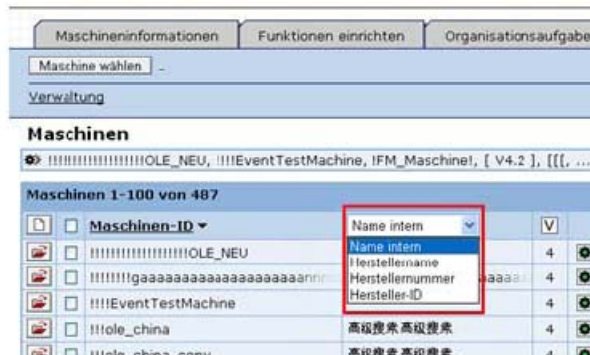 Maschineninformationen Funktionen einrichten Organisationsaufgabe
Maschine wählen
Verwaltung
Maschinen
!OLE_NEU, !!!!EventTestMachine, !FM_Maschine!, [ V4.2 ], [[[, ...
Maschinen 1-100 von 487
Maschinen-ID Name intern V
!OLE_NEU Name intern 4
Herstellername
Herstellernummer 4
Hersteller-ID
!!!!EventTestMachine 4
!!!ole_china 高级搜索高级搜索 4